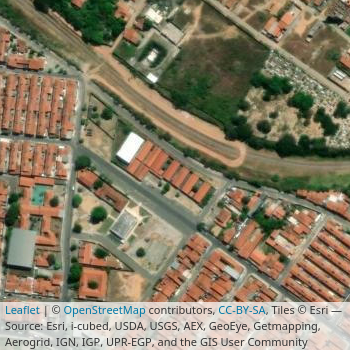 Leaflet | © OpenStreetMap contributors, CC-BY-SA, Tiles © Esri —
Source: Esri, i-cubed, USDA, USGS, AEX, GeoEye, Getmapping,
Aerogrid, IGN, IGP, UPR-EGP, and the GIS User Community